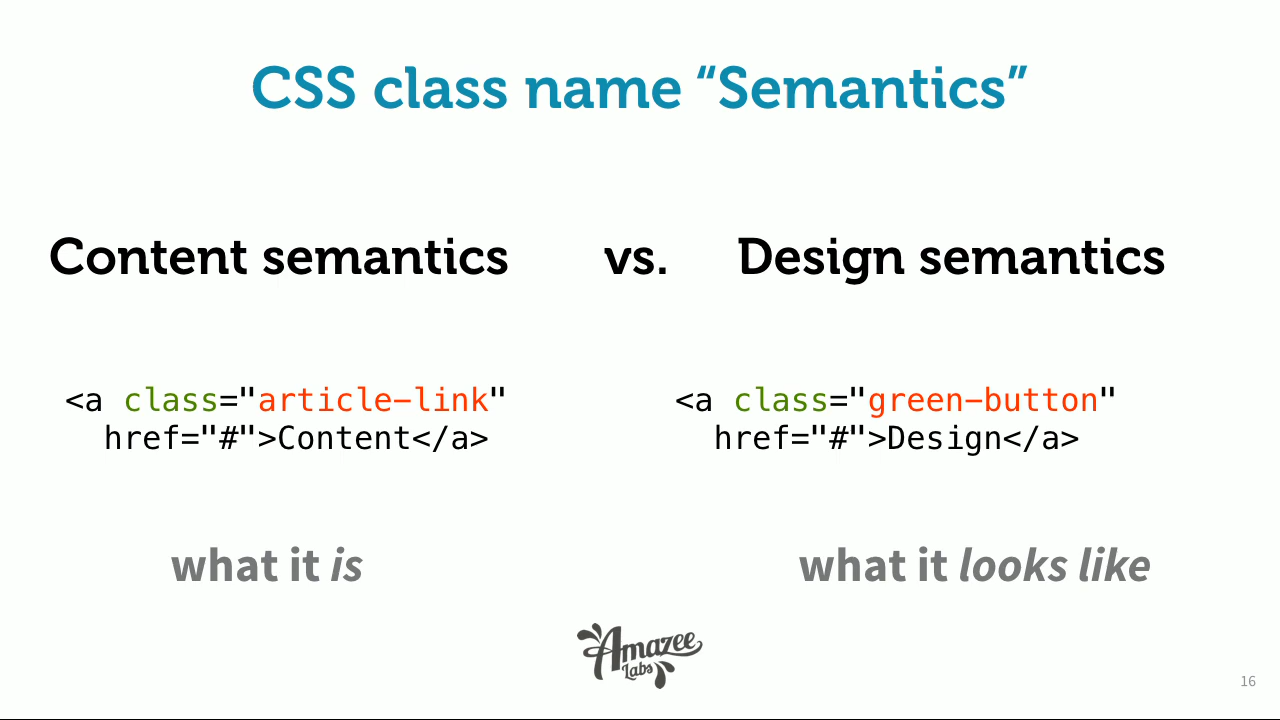 CSS class name “Semantics”
Content semantics vs. Design semantics
<a class="article-link"
href="#">Content</a>
<a class="green-button"
href="#">Design</a>
what it is
what it looks like
Amazee
Labs
16